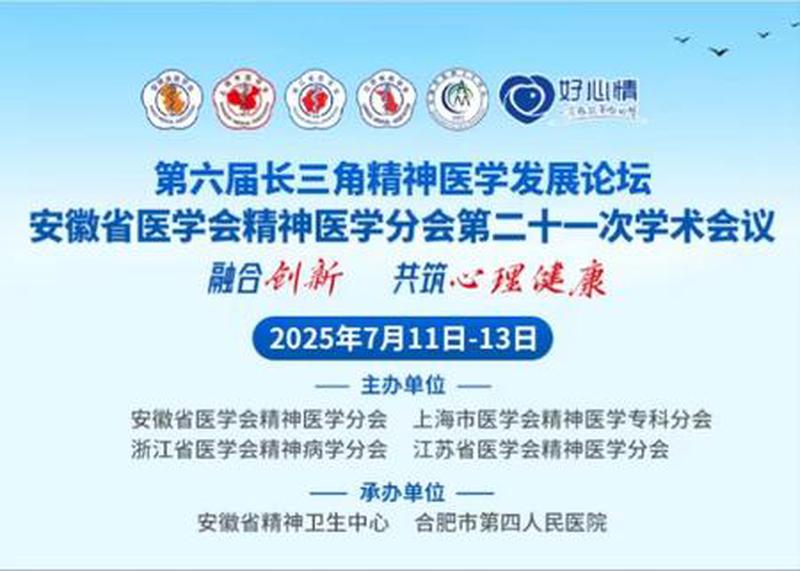 好心情
第六届长三角精神医学发展论坛
安徽省医学会精神医学分会第二十一次学术会议
融合创新 共筑心理健康
2025年7月11日-13日
主办单位
安徽省医学会精神医学分会 上海市医学会精神医学专科分会
浙江省医学会精神病学分会 江苏省医学会精神医学分会
承办单位
安徽省精神卫生中心 合肥市第四人民医院